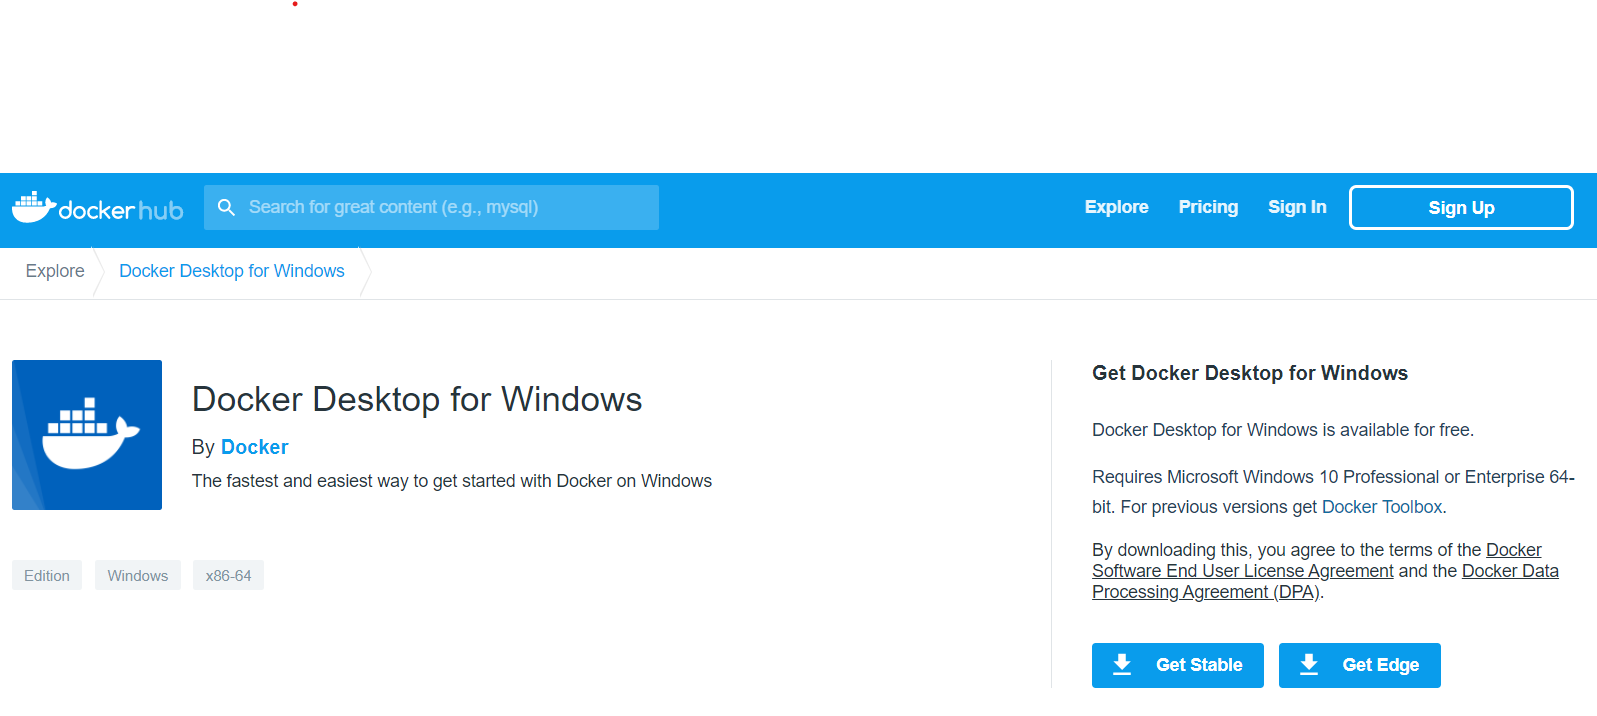 dockerhub
Search for great content (e.g., mysql)
Explore
Pricing
Sign In
Sign Up
Explore
Docker Desktop for Windows
Docker Desktop for Windows
By Docker
The fastest and easiest way to get started with Docker on Windows
Edition
Windows
x86-64
Get Docker Desktop for Windows
Docker Desktop for Windows is available for free.
Requires Microsoft Windows 10 Professional or Enterprise 64-
bit. For previous versions get Docker Toolbox.
By downloading this, you agree to the terms of the Docker
Software End User License Agreement and the Docker Data
Processing Agreement (DPA).
Get Stable
Get Edge